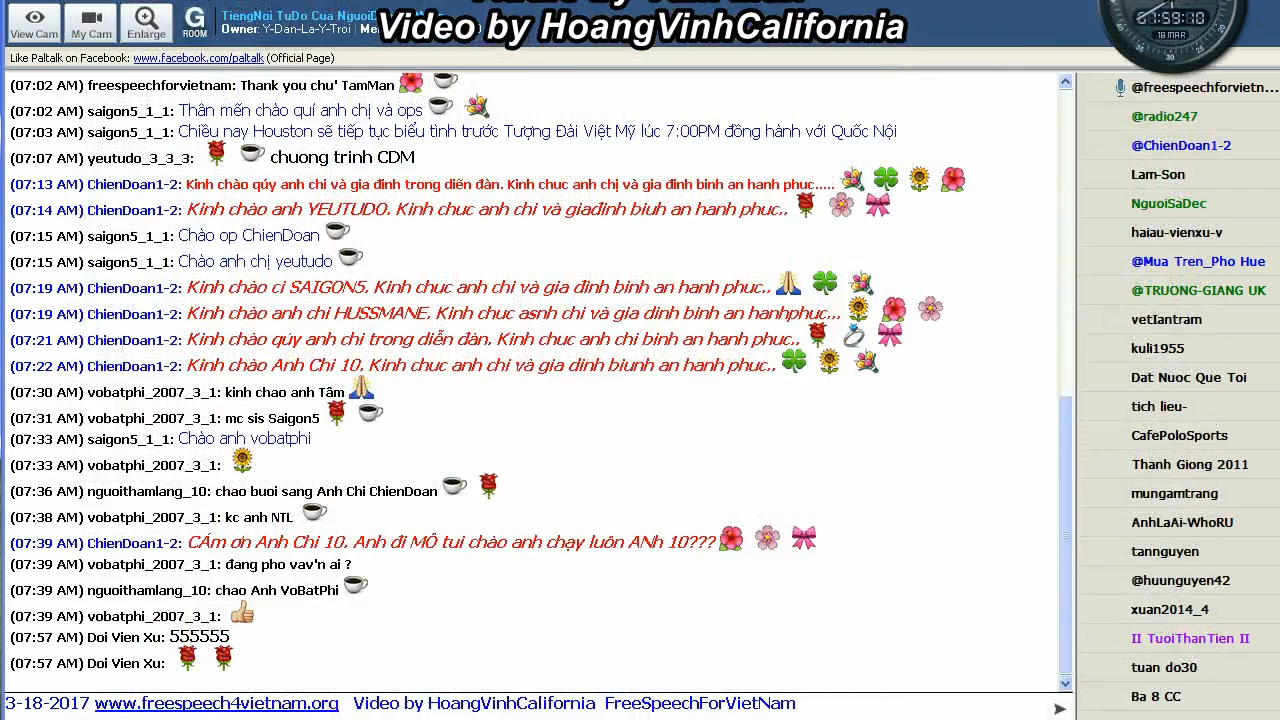 View Cam
My Cam
Enlarge
G
ROOM
TiengNoi TuDo Cua NguoiD
Owner: Y-Dan-La-Y-Troi
Video by HoangVinhCalifornia
01:59:18
18 MAR
Like Paltalk on Facebook: www.facebook.com/paltalk (Official Page)
(07:02 AM) freespeechforvietnam: Thank you chu' TamMan
(07:02 AM) saigon5_1_1: Thân mến chào quí anh chị và ops
(07:03 AM) saigon5_1_1: Chiều nay Houston sẽ tiếp tục biểu tình trước Tượng Đài Việt Mỹ lúc 7:00PM đồng hành với Quốc Nội
(07:07 AM) yeutudo_3_3_3: chuong trinh CDM
(07:13 AM) ChienDoan1-2: Kinh chào qúy anh chi và gia đình trong diễn đàn. Kinh chuc anh chị và gia đình binh an hanh phuc.....
(07:14 AM) ChienDoan1-2: Kinh chào anh YEUTUDO. Kinh chuc anh chi và giađình biuh an hanh phuc..
(07:15 AM) saigon5_1_1: Chào op ChienDoan
(07:15 AM) saigon5_1_1: Chào anh chị yeutudo
(07:19 AM) ChienDoan1-2: Kinh chào ci SAIGON5. Kinh chuc anh chi và gia đình binh an hanh phuc..
(07:19 AM) ChienDoan1-2: Kinh chào anh chi HUSSMANE. Kinh chuc asnh chi và gia dinh binh an hanhphuc...
(07:21 AM) ChienDoan1-2: Kinh chào qúy anh chi trong diễn đàn. Kinh chuc anh chi binh an hanh phuc..
(07:22 AM) ChienDoan1-2: Kinh chào Anh Chi 10. Kinh chuc anh chi và gia dinh biunh an hanh phuc..
(07:30 AM) vobatphi_2007_3_1: kinh chao anh Tâm
(07:31 AM) vobatphi_2007_3_1: mc sis Saigon5
(07:33 AM) saigon5_1_1: Chào anh vobatphi
(07:33 AM) vobatphi_2007_3_1:
(07:36 AM) nguoithamlang_10: chao buoi sang Anh Chi ChienDoan
(07:38 AM) vobatphi_2007_3_1: kc anh NTL
(07:39 AM) ChienDoan1-2: CÁm ơn Anh Chi 10. Anh đi MÔ tui chào anh chạy luôn ANh 10???
(07:39 AM) vobatphi_2007_3_1: đang pho vav'n ai ?
(07:39 AM) nguoithamlang_10: chao Anh VoBatPhi
(07:39 AM) vobatphi_2007_3_1:
(07:57 AM) Doi Vien Xu: 555555
(07:57 AM) Doi Vien Xu:
@freespeechforvietn...
@radio247
@ChienDoan1-2
Lam-Son
NguoiSaDec
haiau-vienxu-v
@Mua Tren_Pho Hue
@TRUONG-GIANG UK
vetIantram
kuli1955
Dat Nuoc Que Toi
tich lieu-
CafePoloSports
Thanh Giong 2011
mungamtrang
AnhLaAi-WhoRU
tannguyen
@huunguyen42
xuan2014_4
II TuoiThanTien II
tuan do30
Ba 8 CC
3-18-2017 www.freespeech4vietnam.org Video by HoangVinhCalifornia FreeSpeechForVietNam